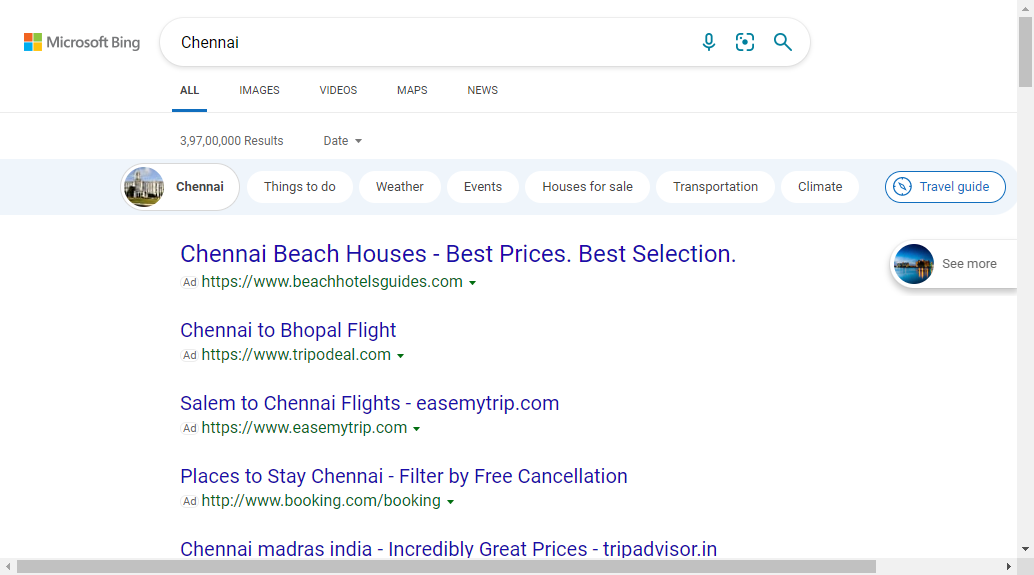 Microsoft Bing
Chennai
ALL IMAGES VIDEOS MAPS NEWS
3,97,00,000 Results Date
Chennai Things to do Weather Events Houses for sale Transportation Climate Travel guide
Chennai Beach Houses - Best Prices. Best Selection.
Ad https://www.beachhotelsguides.com
See more
Chennai to Bhopal Flight
Ad https://www.tripodeal.com
Salem to Chennai Flights - easemytrip.com
Ad https://www.easemytrip.com
Places to Stay Chennai - Filter by Free Cancellation
Ad http://www.booking.com/booking
Chennai madras india - Incredibly Great Prices - tripadvisor.in